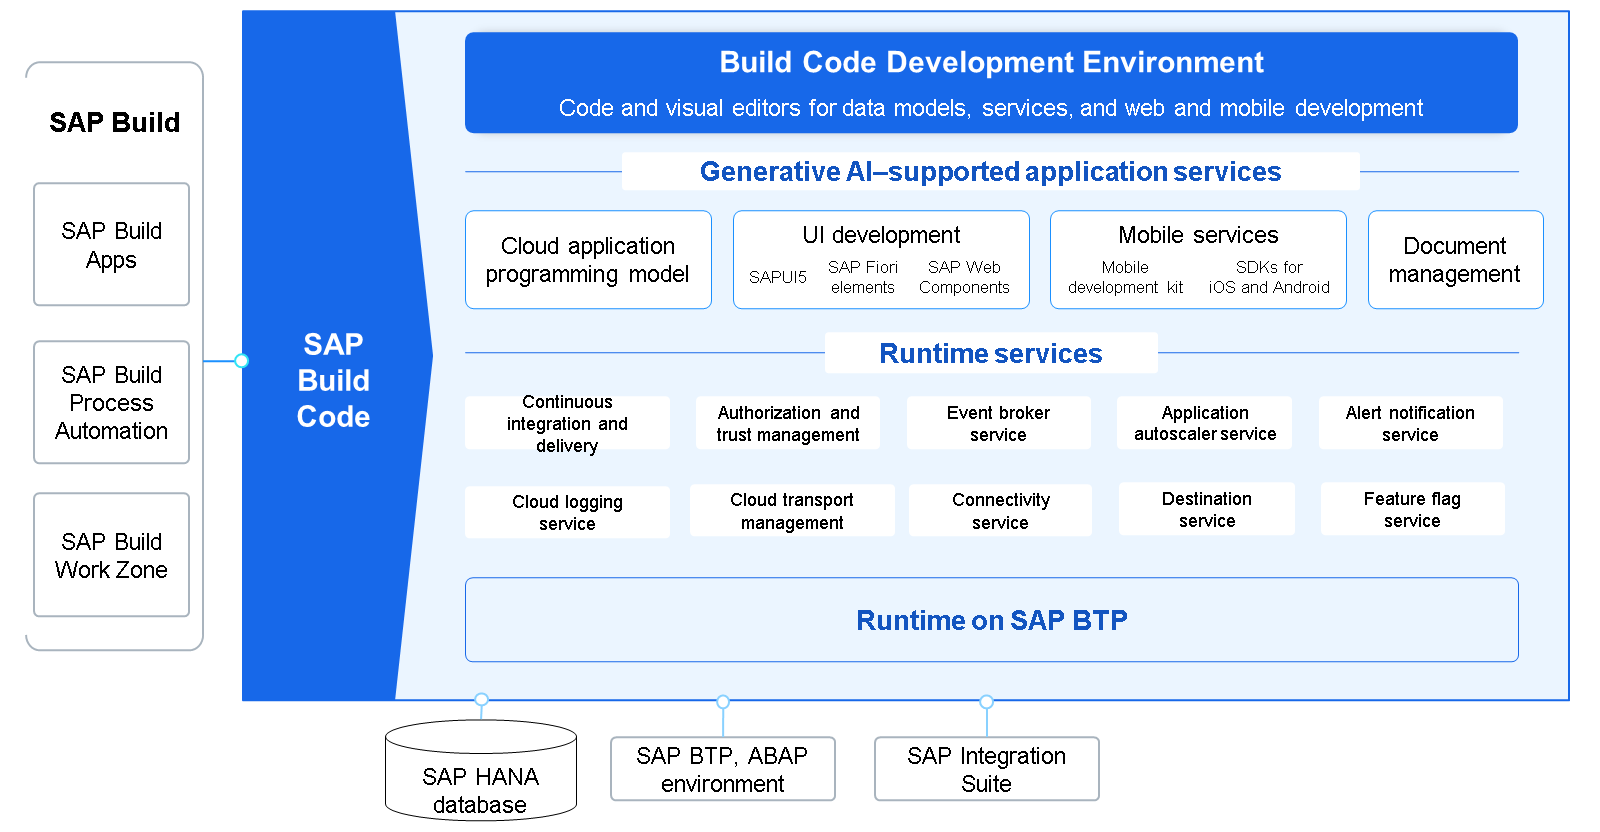 SAP Build
SAP Build
Apps
SAP Build
Process
Automation
SAP Build
Work Zone
SAP
Build
Code
Build Code Development Environment
Code and visual editors for data models, services, and web and mobile development
Generative AI–supported application services
Cloud application
programming model
UI development
SAPUI5
SAP Fiori
elements
SAP Web
Components
Mobile services
Mobile
development kit
SDKs for
iOS and Android
Document
management
Runtime services
Continuous
integration and
delivery
Authorization and
trust management
Event broker
service
Application
autoscaler service
Alert notification
service
Cloud logging
service
Cloud transport
management
Connectivity
service
Destination
service
Feature flag
service
Runtime on SAP BTP
SAP HANA
database
SAP BTP, ABAP
environment
SAP Integration
Suite